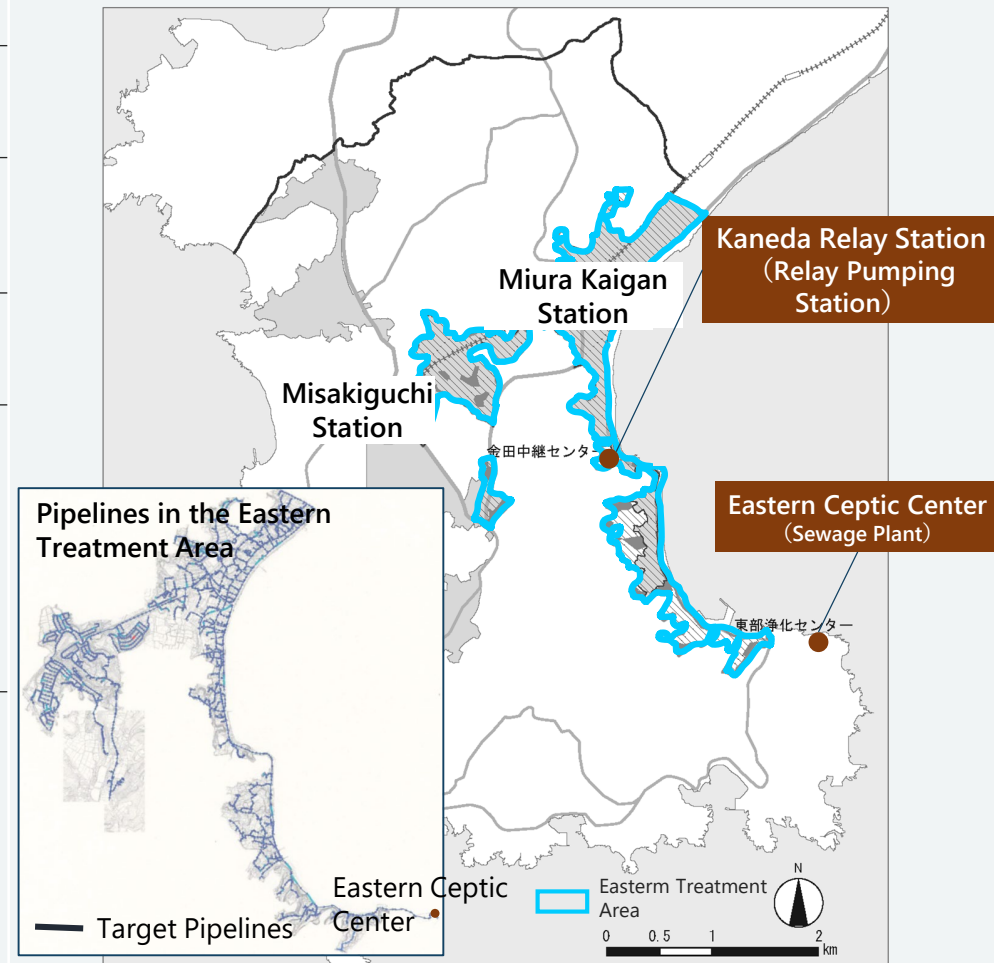 Kaneda Relay Station
（Relay Pumping
Station）
Miura Kaigan
Station
Misakiguchi
Station
金田中継センター
Eastern Ceptic Center
(Sewage Plant)
東部浄化センター
Pipelines in the Eastern
Treatment Area
Eastern Ceptic
Center
Target Pipelines
Easterm Treatment
Area
N
0 0.5 1 2
km